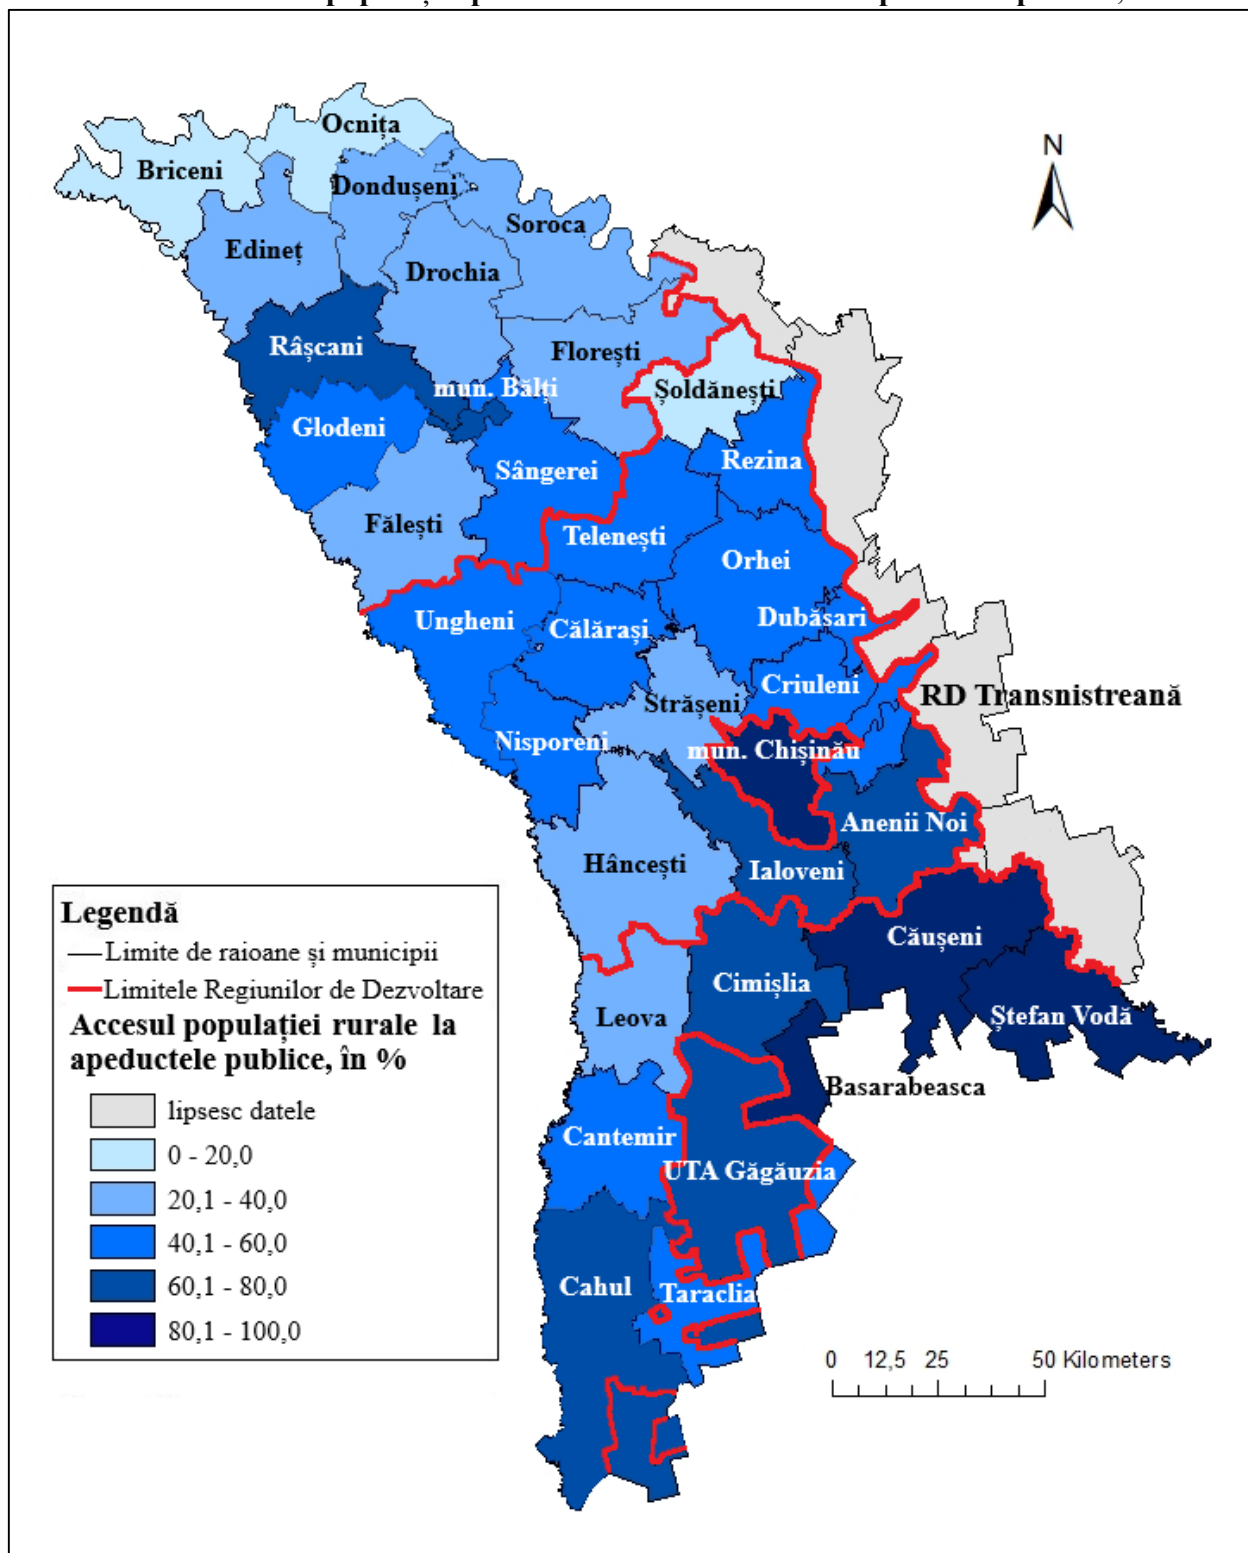 Ocnița
Briceni
Dondușeni
Soroca
Edineț
Drochia
N
Râșcani
Florești
mun. Bălți
Șoldănești
Glodeni
Sângerei
Rezina
Fălești
Telenești
Orhei
Ungheni
Călărași
Dubăsari
Criuleni
Strășeni
RD Transnistreană
Nisporeni
mun. Chișinău
Anenii Noi
Hâncești
Ialoveni
Căușeni
Cimișlia
Leova
Ștefan Vodă
Basarabeasca
Cantemir
UTA Găgăuzia
Cahul
Taraclia
Legendă
Limite de raioane și municipii
Limitele Regiunilor de Dezvoltare
Accesul populației rurale la
apeductele publice, în %
lipsesc datele
0 - 20,0
20,1 - 40,0
40,1 - 60,0
60,1 - 80,0
80,1 - 100,0
0 12,5 25 50 Kilometers